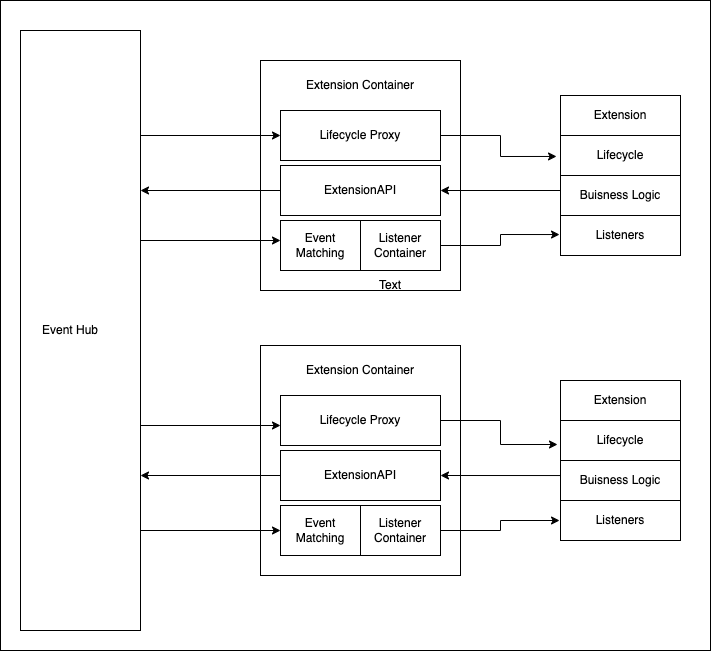 Event Hub
Extension Container
Lifecycle Proxy
ExtensionAPI
Event
Matching
Listener
Container
Text
Extension
Lifecycle
Buisness Logic
Listeners
Extension Container
Lifecycle Proxy
ExtensionAPI
Event
Matching
Listener
Container
Extension
Lifecycle
Buisness Logic
Listeners